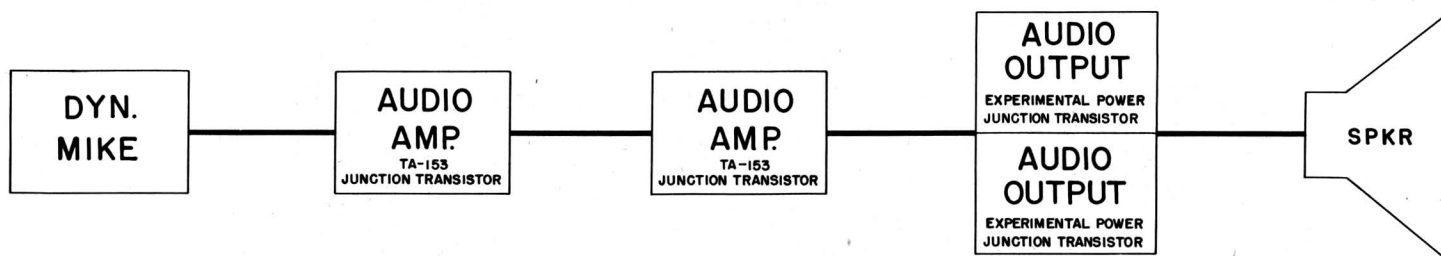 DYN.
MIKE
AUDIO
AMP.
TA-153
JUNCTION TRANSISTOR
AUDIO
AMP.
TA-153
JUNCTION TRANSISTOR
AUDIO
OUTPUT
EXPERIMENTAL POWER
JUNCTION TRANSISTOR
AUDIO
OUTPUT
EXPERIMENTAL POWER
JUNCTION TRANSISTOR
SPKR